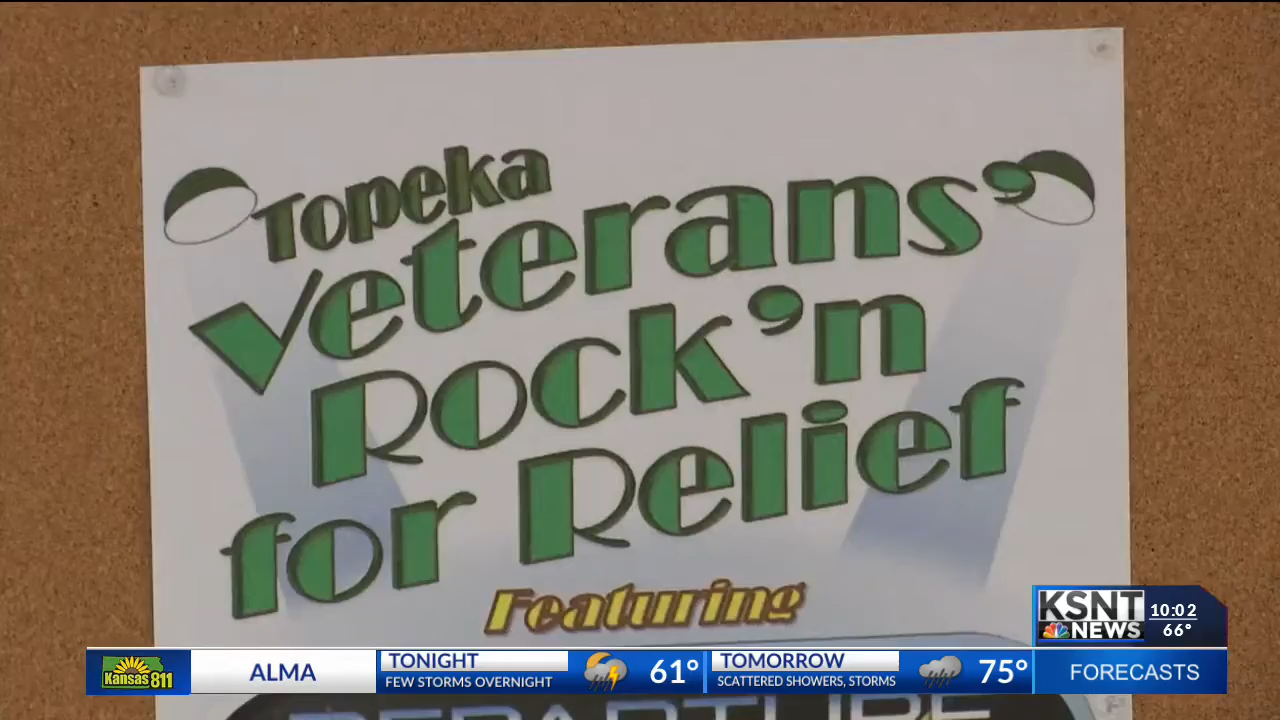 Topeka
Veterans'
Rock'n
for Relief
Featuring
DEPARTURE
KSNT
NEWS
10:02
66°
Kansas 811
ALMA
TONIGHT
FEW STORMS OVERNIGHT
61°
TOMORROW
SCATTERED SHOWERS, STORMS
75°
FORECASTS